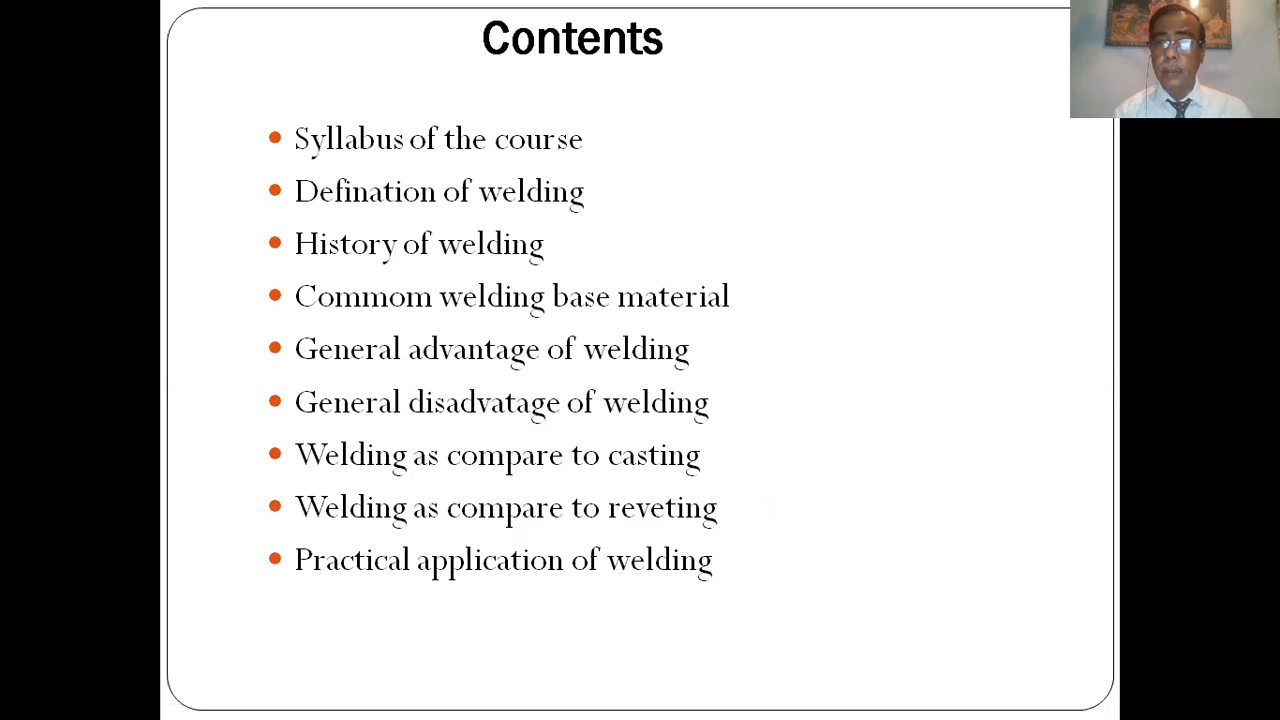 Contents
Syllabus of the course
Defination of welding
History of welding
Commom welding base material
General advantage of welding
General disadvatage of welding
Welding as compare to casting
Welding as compare to reveting
Practical application of welding